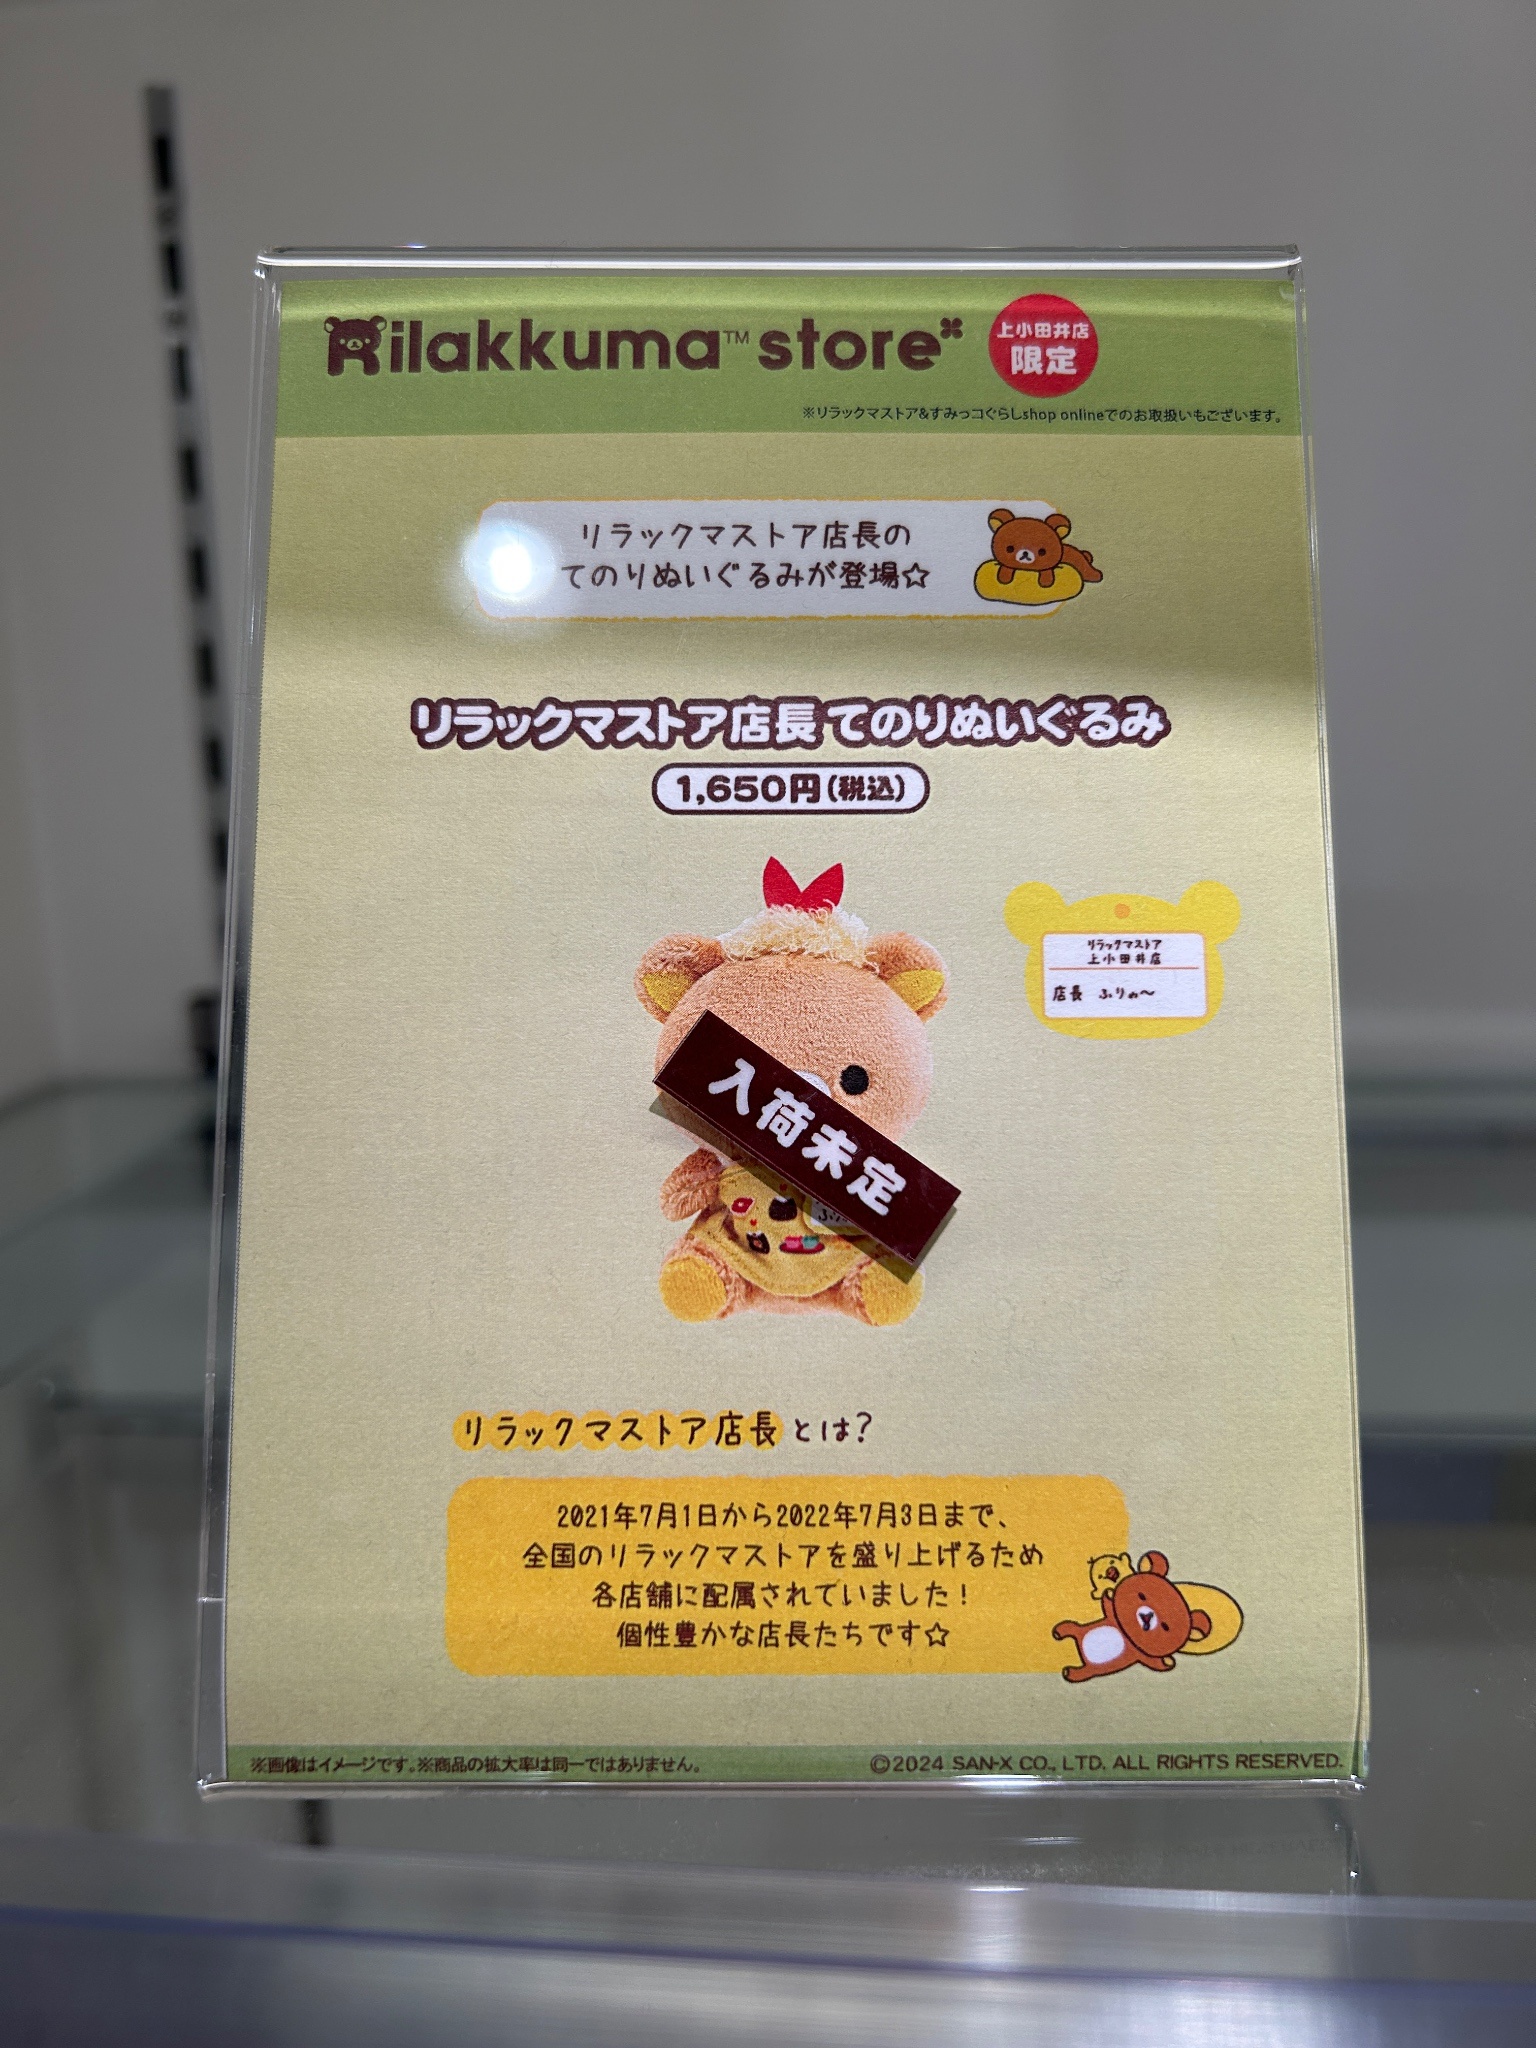 Rilakkuma™ store
上小田井店
限定
※リラックマストア&すみっコぐらしshop onlineでのお取扱いもございます。
リラックマストア店長の
てのりぬいぐるみが登場☆
リラックマストア店長 てのりぬいぐるみ
1,650円(税込)
リラックマストア
上小田井店
店長 ふりゅ〜
入荷未定
リラックマストア店長とは?
2021年7月1日から2022年7月3日まで、
全国のリラックマストアを盛り上げるため
各店舗に配属されていました!
個性豊かな店長たちです☆
※画像はイメージです。※商品の拡大率は同一ではありません。
©2024 SAN-X CO., LTD. ALL RIGHTS RESERVED.